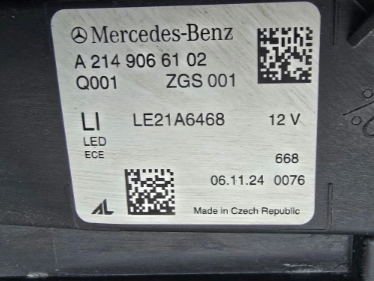 Mercedes-Benz
A 214 906 61 02
Q001 ZGS 001
LI LE21A6468 12 V
LED
ECE
668
06.11.24 0076
AL Made in Czech Republic